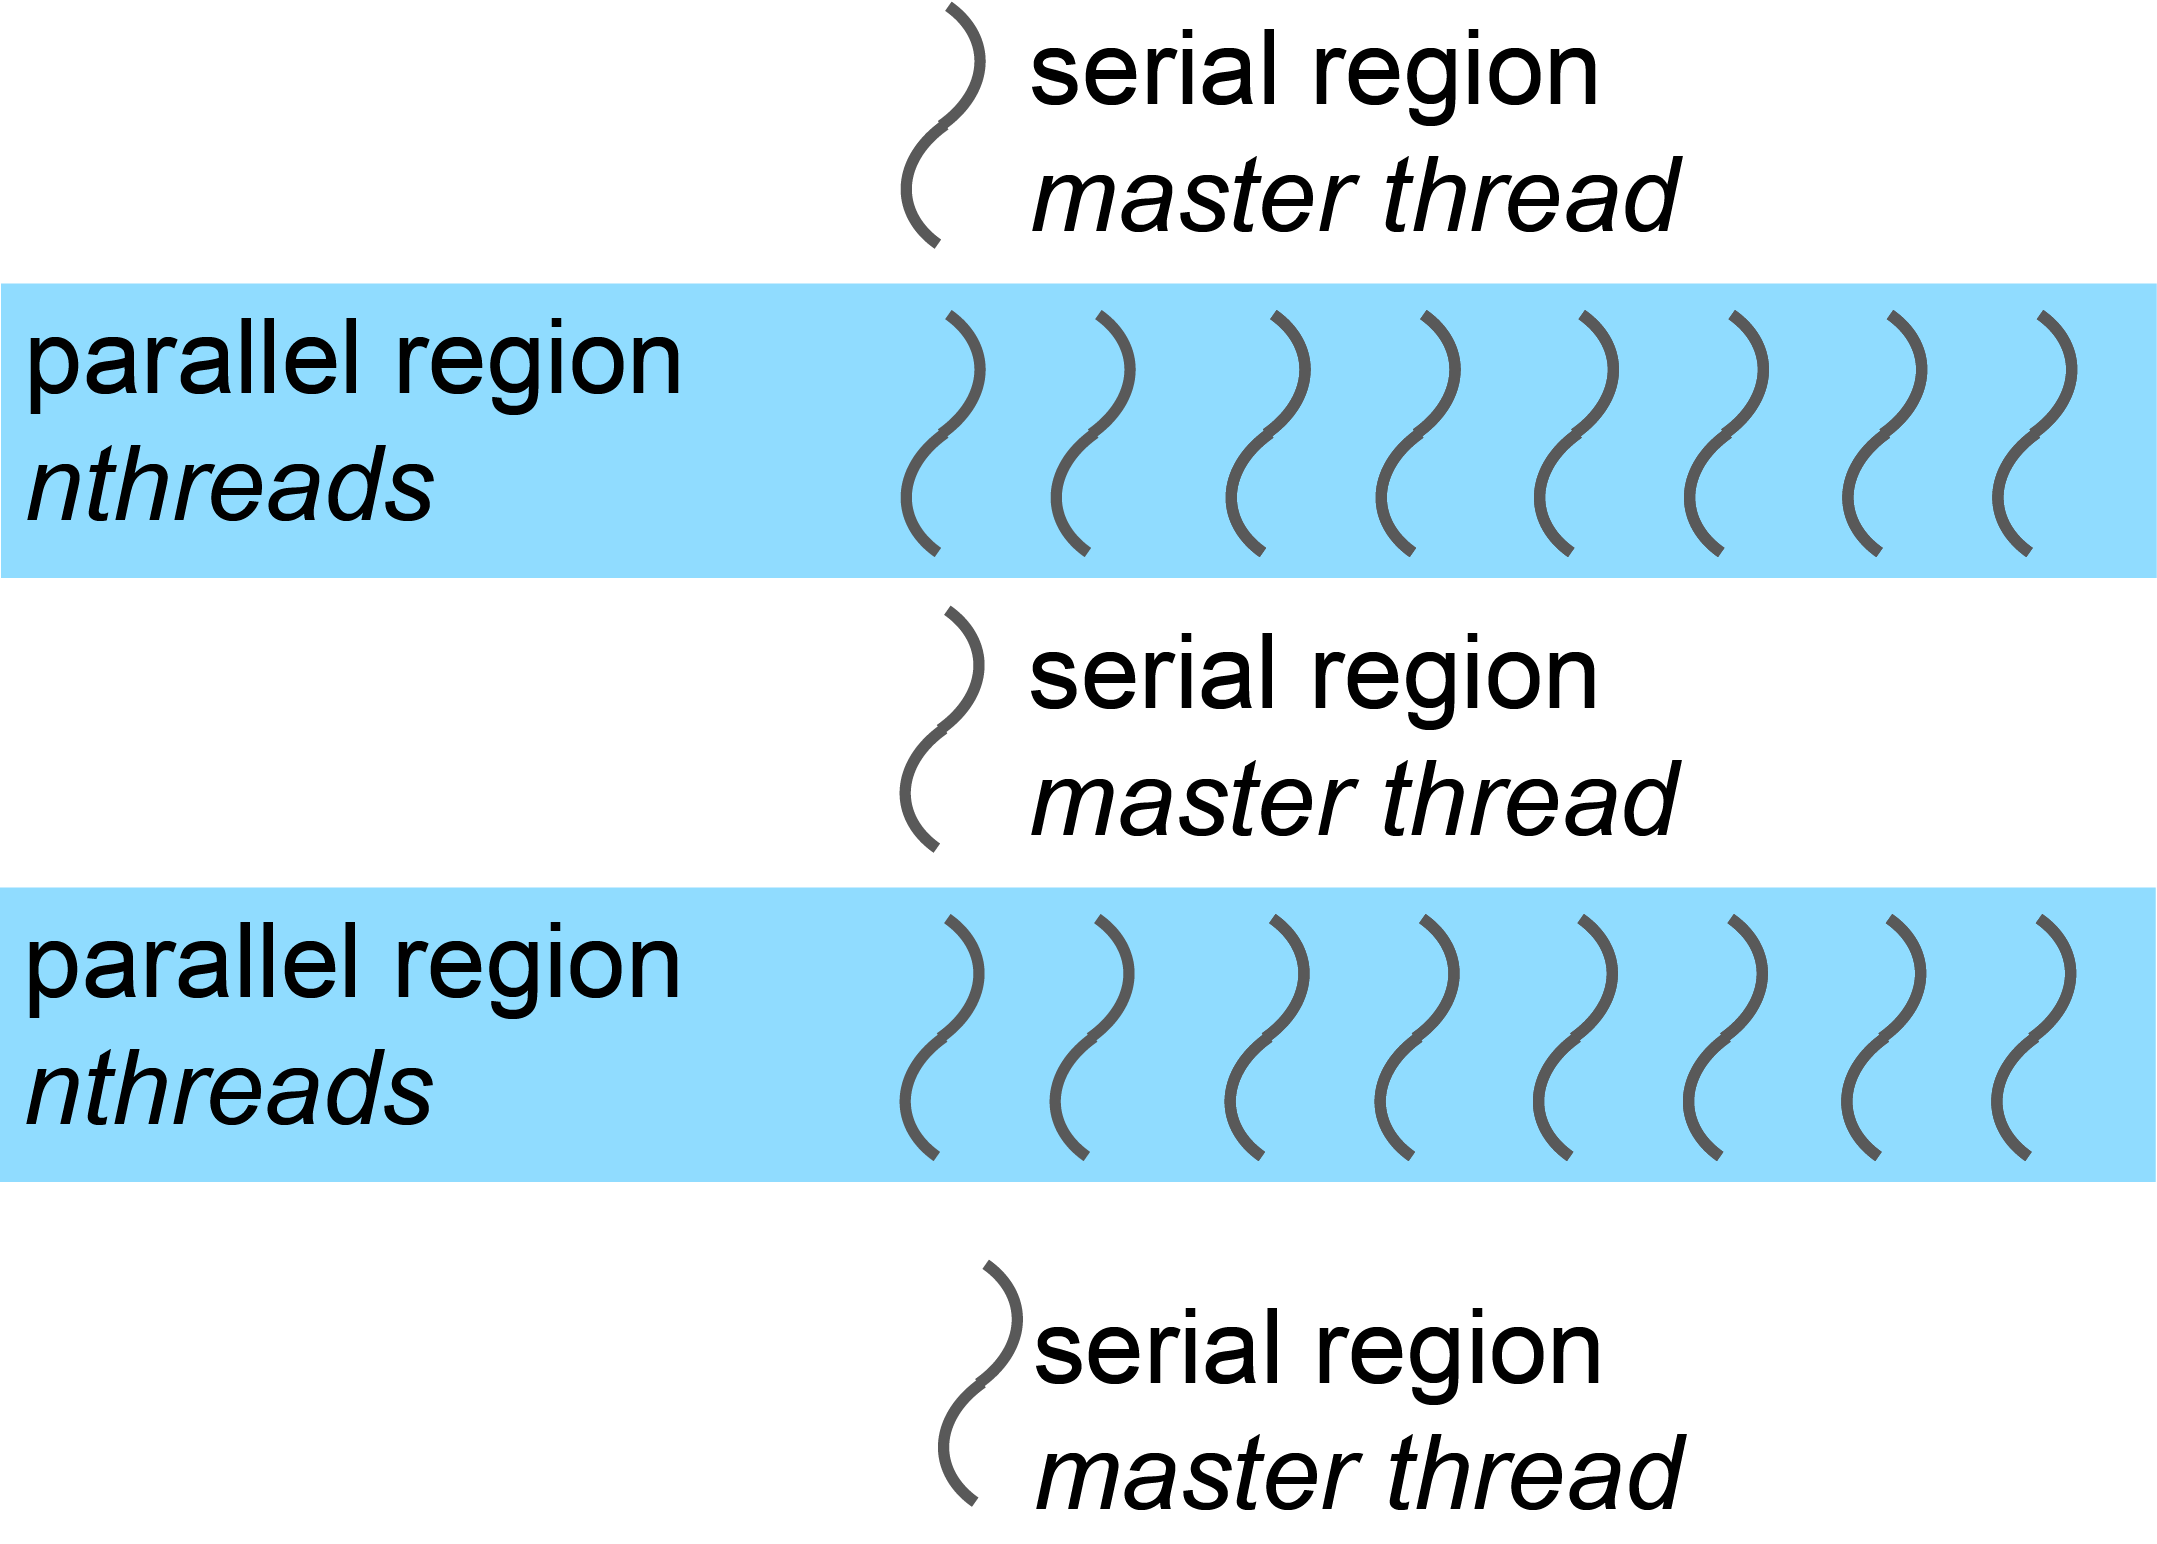 serial region
master thread
parallel region
nthreads
serial region
master thread
parallel region
nthreads
serial region
master thread